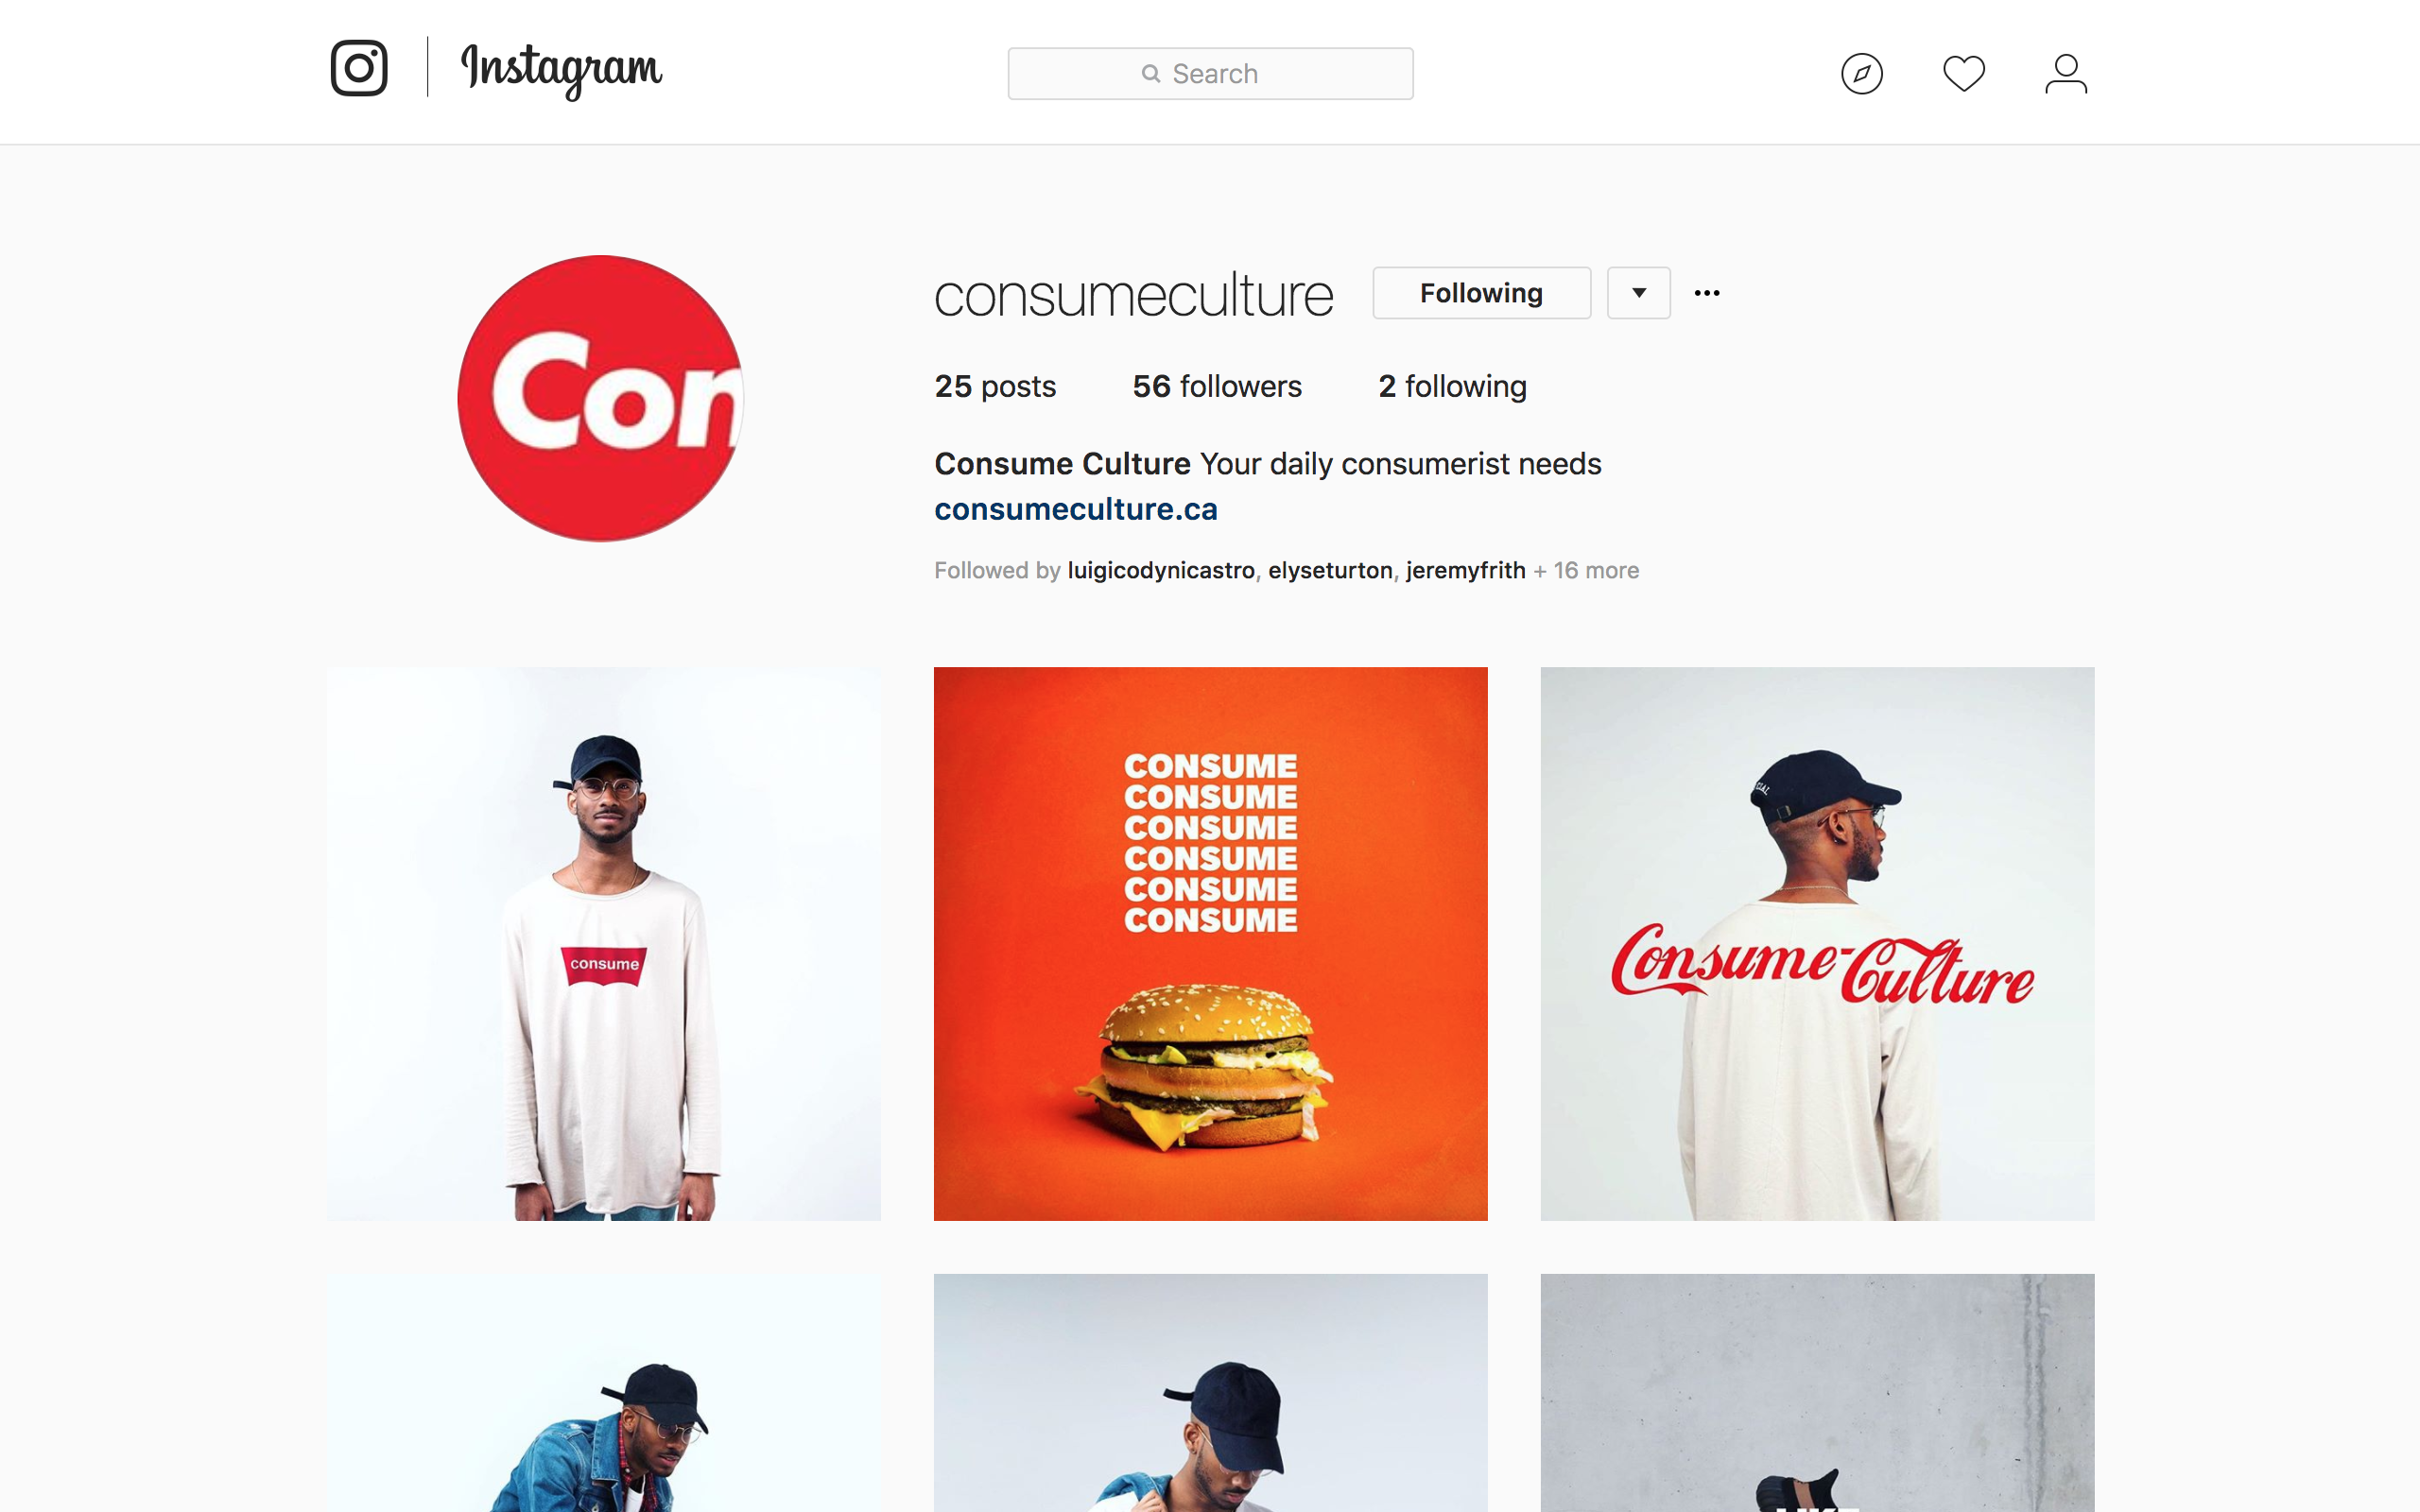 Instagram
Search
Con
consumeculture Following
25 posts 56 followers 2 following
Consume Culture Your daily consumerist needs
consumeculture.ca
Followed by luigicodynicastro, elyseturton, jeremyfrith + 16 more
consume
CONSUME
CONSUME
CONSUME
CONSUME
CONSUME
CONSUME
Consume-Culture